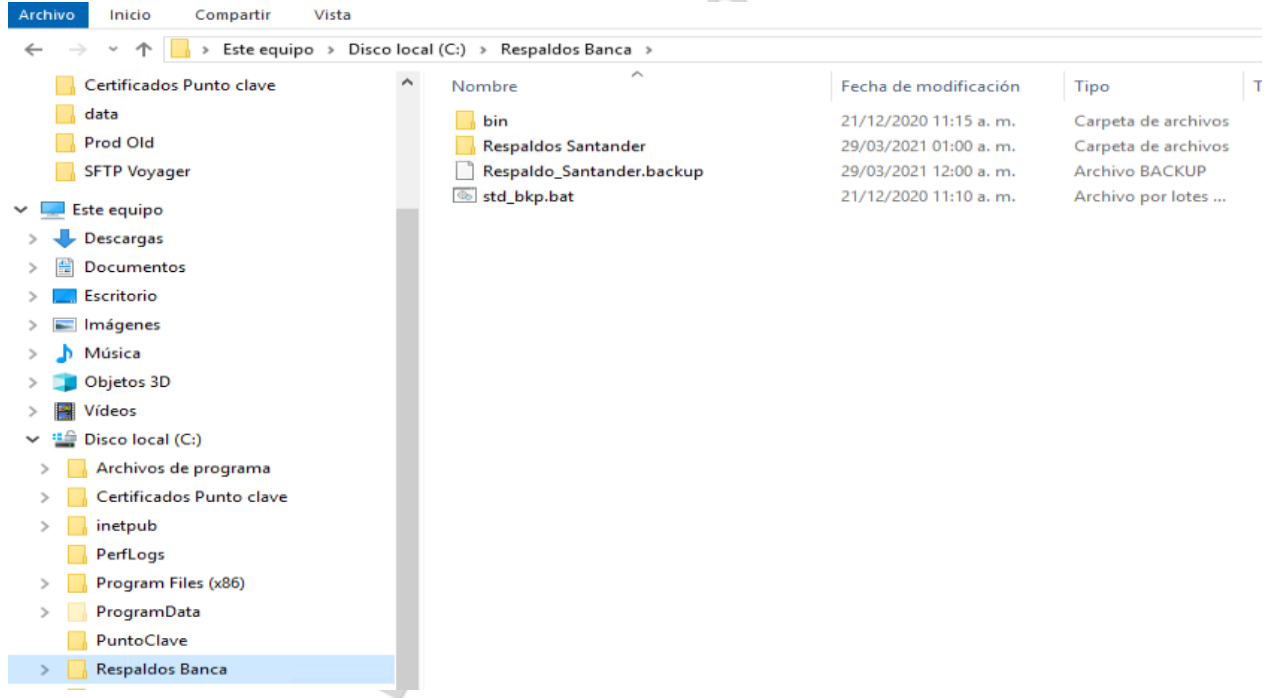 Archivo Inicio Compartir Vista
Este equipo > Disco local (C:) > Respaldos Banca >
Certificados Punto clave
data
Prod Old
SFTP Voyager
Este equipo
Descargas
Documentos
Escritorio
Imágenes
Música
Objetos 3D
Vídeos
Disco local (C:)
Archivos de programa
Certificados Punto clave
inetpub
PerfLogs
Program Files (x86)
ProgramData
PuntoClave
Respaldos Banca
Nombre Fecha de modificación Tipo T
bin 21/12/2020 11:15 a. m. Carpeta de archivos
Respaldos Santander 29/03/2021 01:00 a. m. Carpeta de archivos
Respaldo_Santander.backup 29/03/2021 12:00 a. m. Archivo BACKUP
std_bkp.bat 21/12/2020 11:10 a. m. Archivo por lotes ...